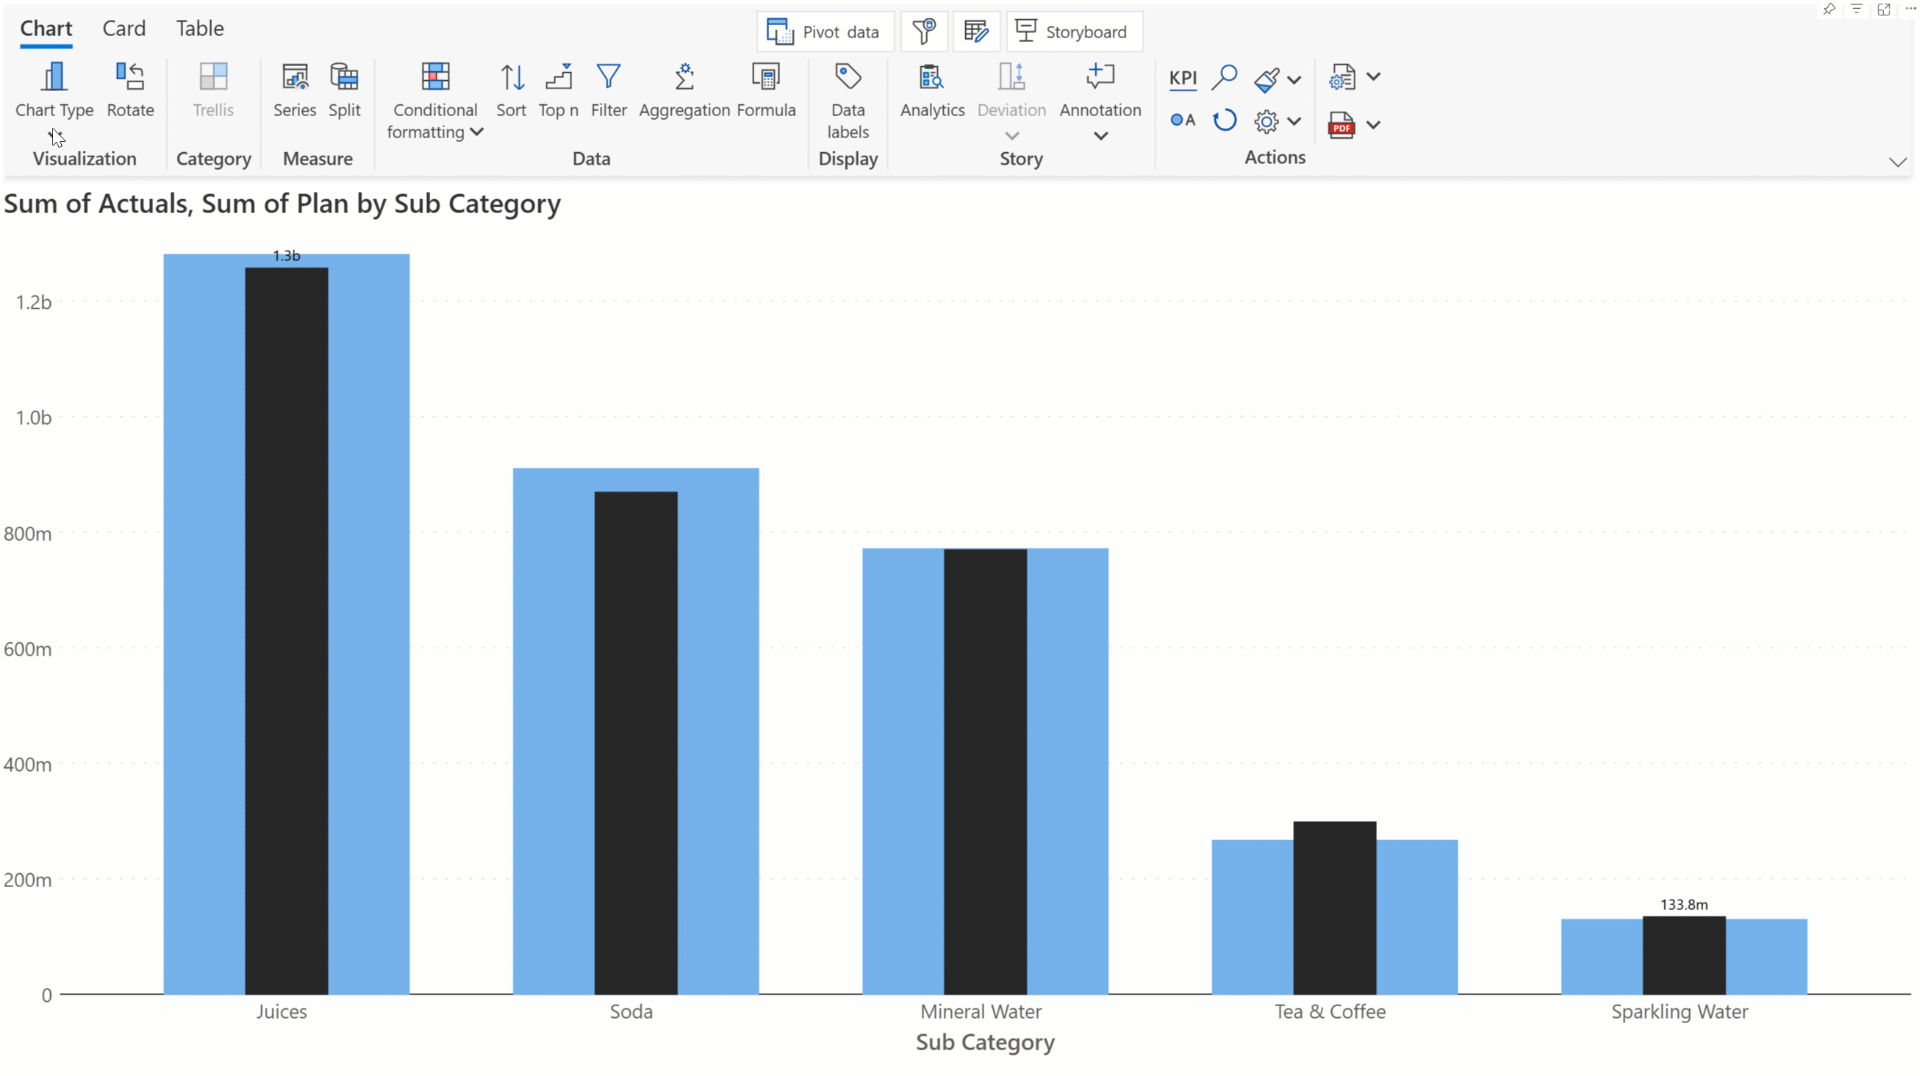 Chart Card Table
Pivot data Storyboard
Chart Type Rotate Trellis Series Split Conditional formatting Sort Top n Filter Aggregation Formula Data labels Analytics Deviation Annotation KPI
A PDF
Visualization Category Measure Data Display Story Actions
Sum of Actuals, Sum of Plan by Sub Category
1.3b
1.2b
1.0b
800m
600m
400m
200m
133.8m
0
Juices Soda Mineral Water Tea & Coffee Sparkling Water
Sub Category